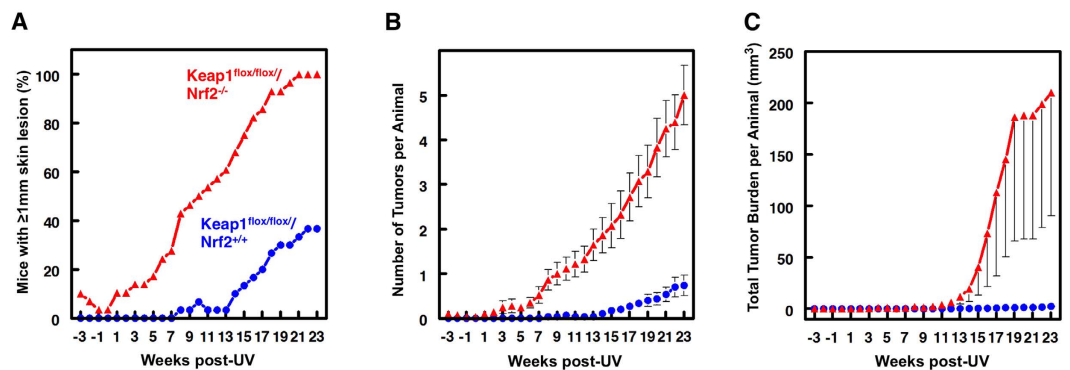 A
Mice with ≥1mm skin lesion (%)
100
80
60
40
20
0
Keap1flox/flox/
Nrf2-/-
Keap1flox/flox/
Nrf2+/+
-3 -1 1 3 5 7 9 11 13 15 17 19 21 23
Weeks post-UV
B
Number of Tumors per Animal
5
4
3
2
1
0
-3 -1 1 3 5 7 9 11 13 15 17 19 21 23
Weeks post-UV
C
Total Tumor Burden per Animal (mm3)
250
200
150
100
50
0
-3 -1 1 3 5 7 9 11 13 15 17 19 21 23
Weeks post-UV